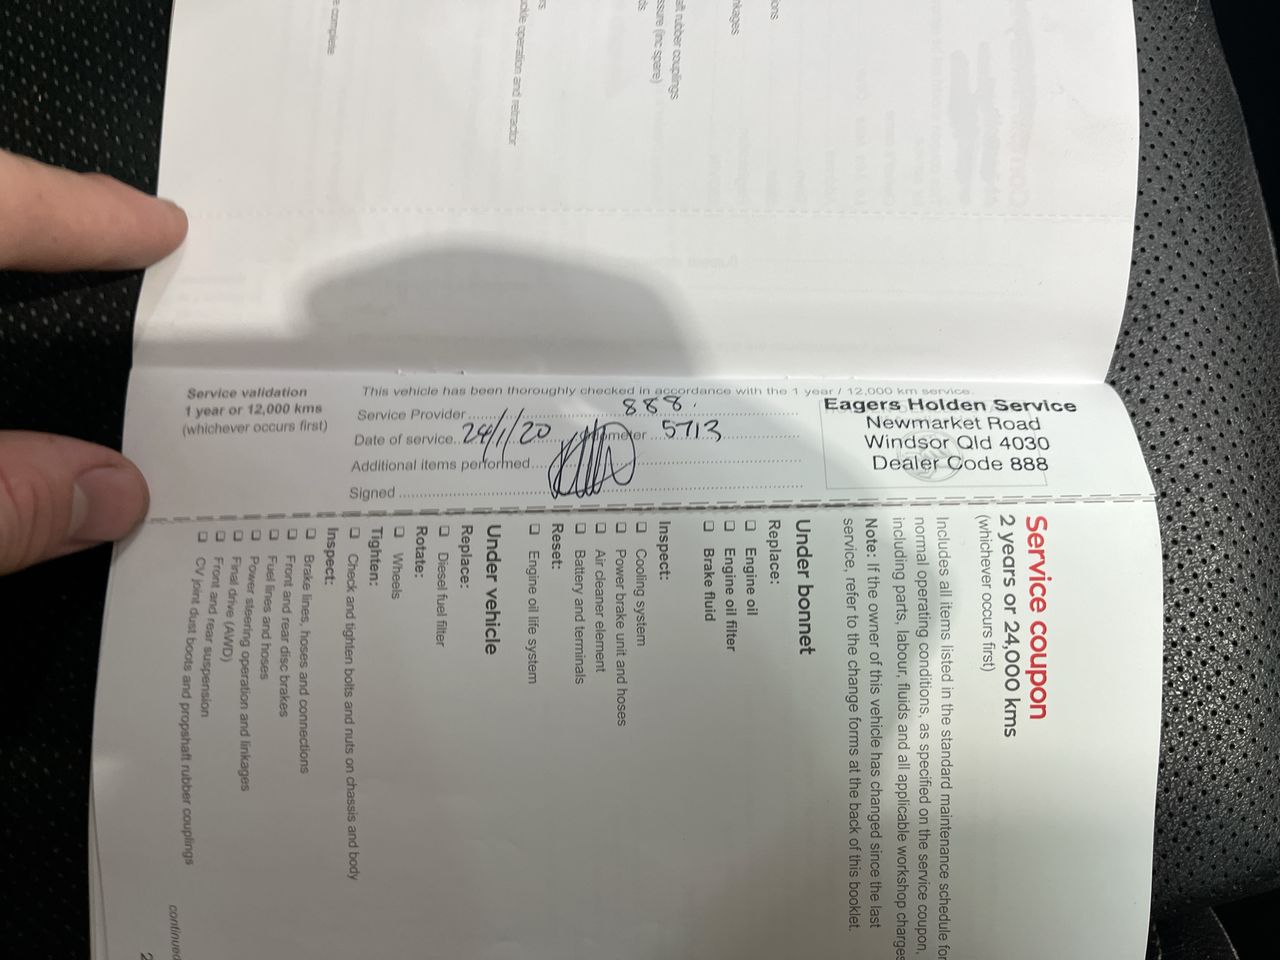 Service validation
1 year or 12,000 kms
(whichever occurs first)
This vehicle has been thoroughly checked in accordance with the 1 year / 12,000 km service.
Service Provider 888.
Date of service 24/1/20 5713
Additional items performed
Signed
Eagers Holden Service
Newmarket Road
Windsor Qld 4030
Dealer Code 888
Service coupon
2 years or 24,000 kms
(whichever occurs first)
Includes all items listed in the standard maintenance schedule for
normal operating conditions, as specified on the service coupon,
including parts, labour, fluids and all applicable workshop charges
Note: If the owner of this vehicle has changed since the last
service, refer to the change forms at the back of this booklet.
Under bonnet
Replace:
Engine oil
Engine oil filter
Brake fluid
Inspect:
Cooling system
Power brake unit and hoses
Air cleaner element
Battery and terminals
Reset:
Engine oil life system
Under vehicle
Replace:
Diesel fuel filter
Rotate:
Wheels
Tighten:
Check and tighten bolts and nuts on chassis and body
Inspect:
Brake lines, hoses and connections
Front and rear disc brakes
Fuel lines and hoses
Power steering operation and linkages
Final drive (AWD)
Front and rear suspension
CV joint dust boots and propshaft rubber couplings
continued
rubber couplings
(inc spare)
operation and retractor
complete